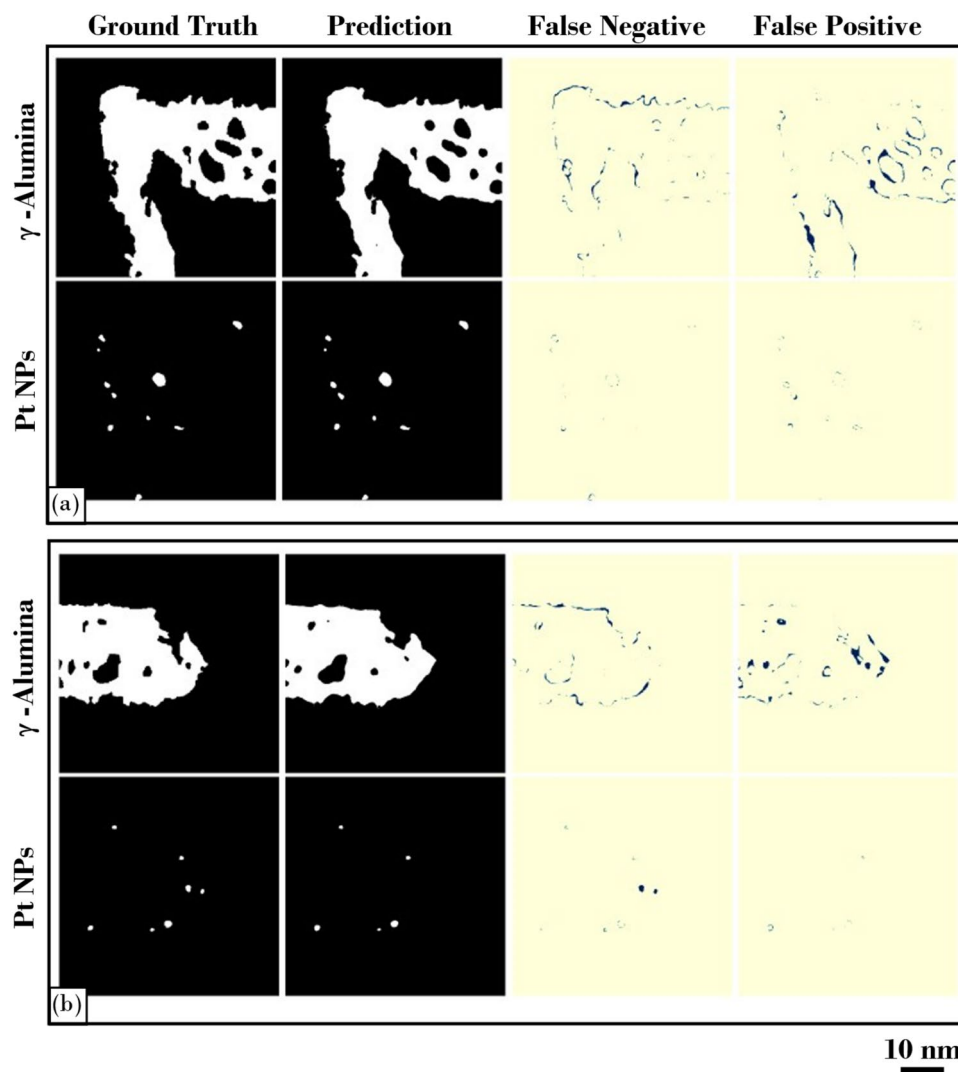 Ground Truth Prediction False Negative False Positive
γ-Alumina
Pt NPs
(a)
γ-Alumina
Pt NPs
(b)
10 nm